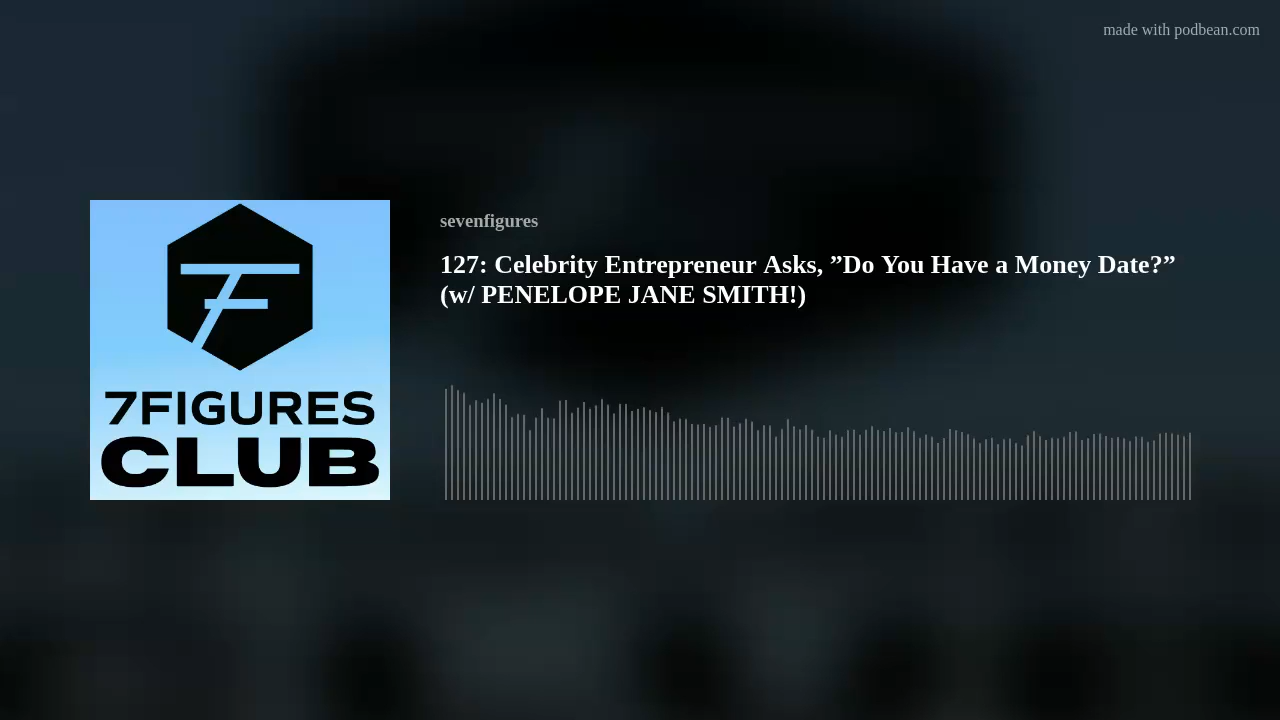 made with podbean.com
sevenfigures
127: Celebrity Entrepreneur Asks, ”Do You Have a Money Date?”
(w/ PENELOPE JANE SMITH!)
7F
7FIGURES
CLUB